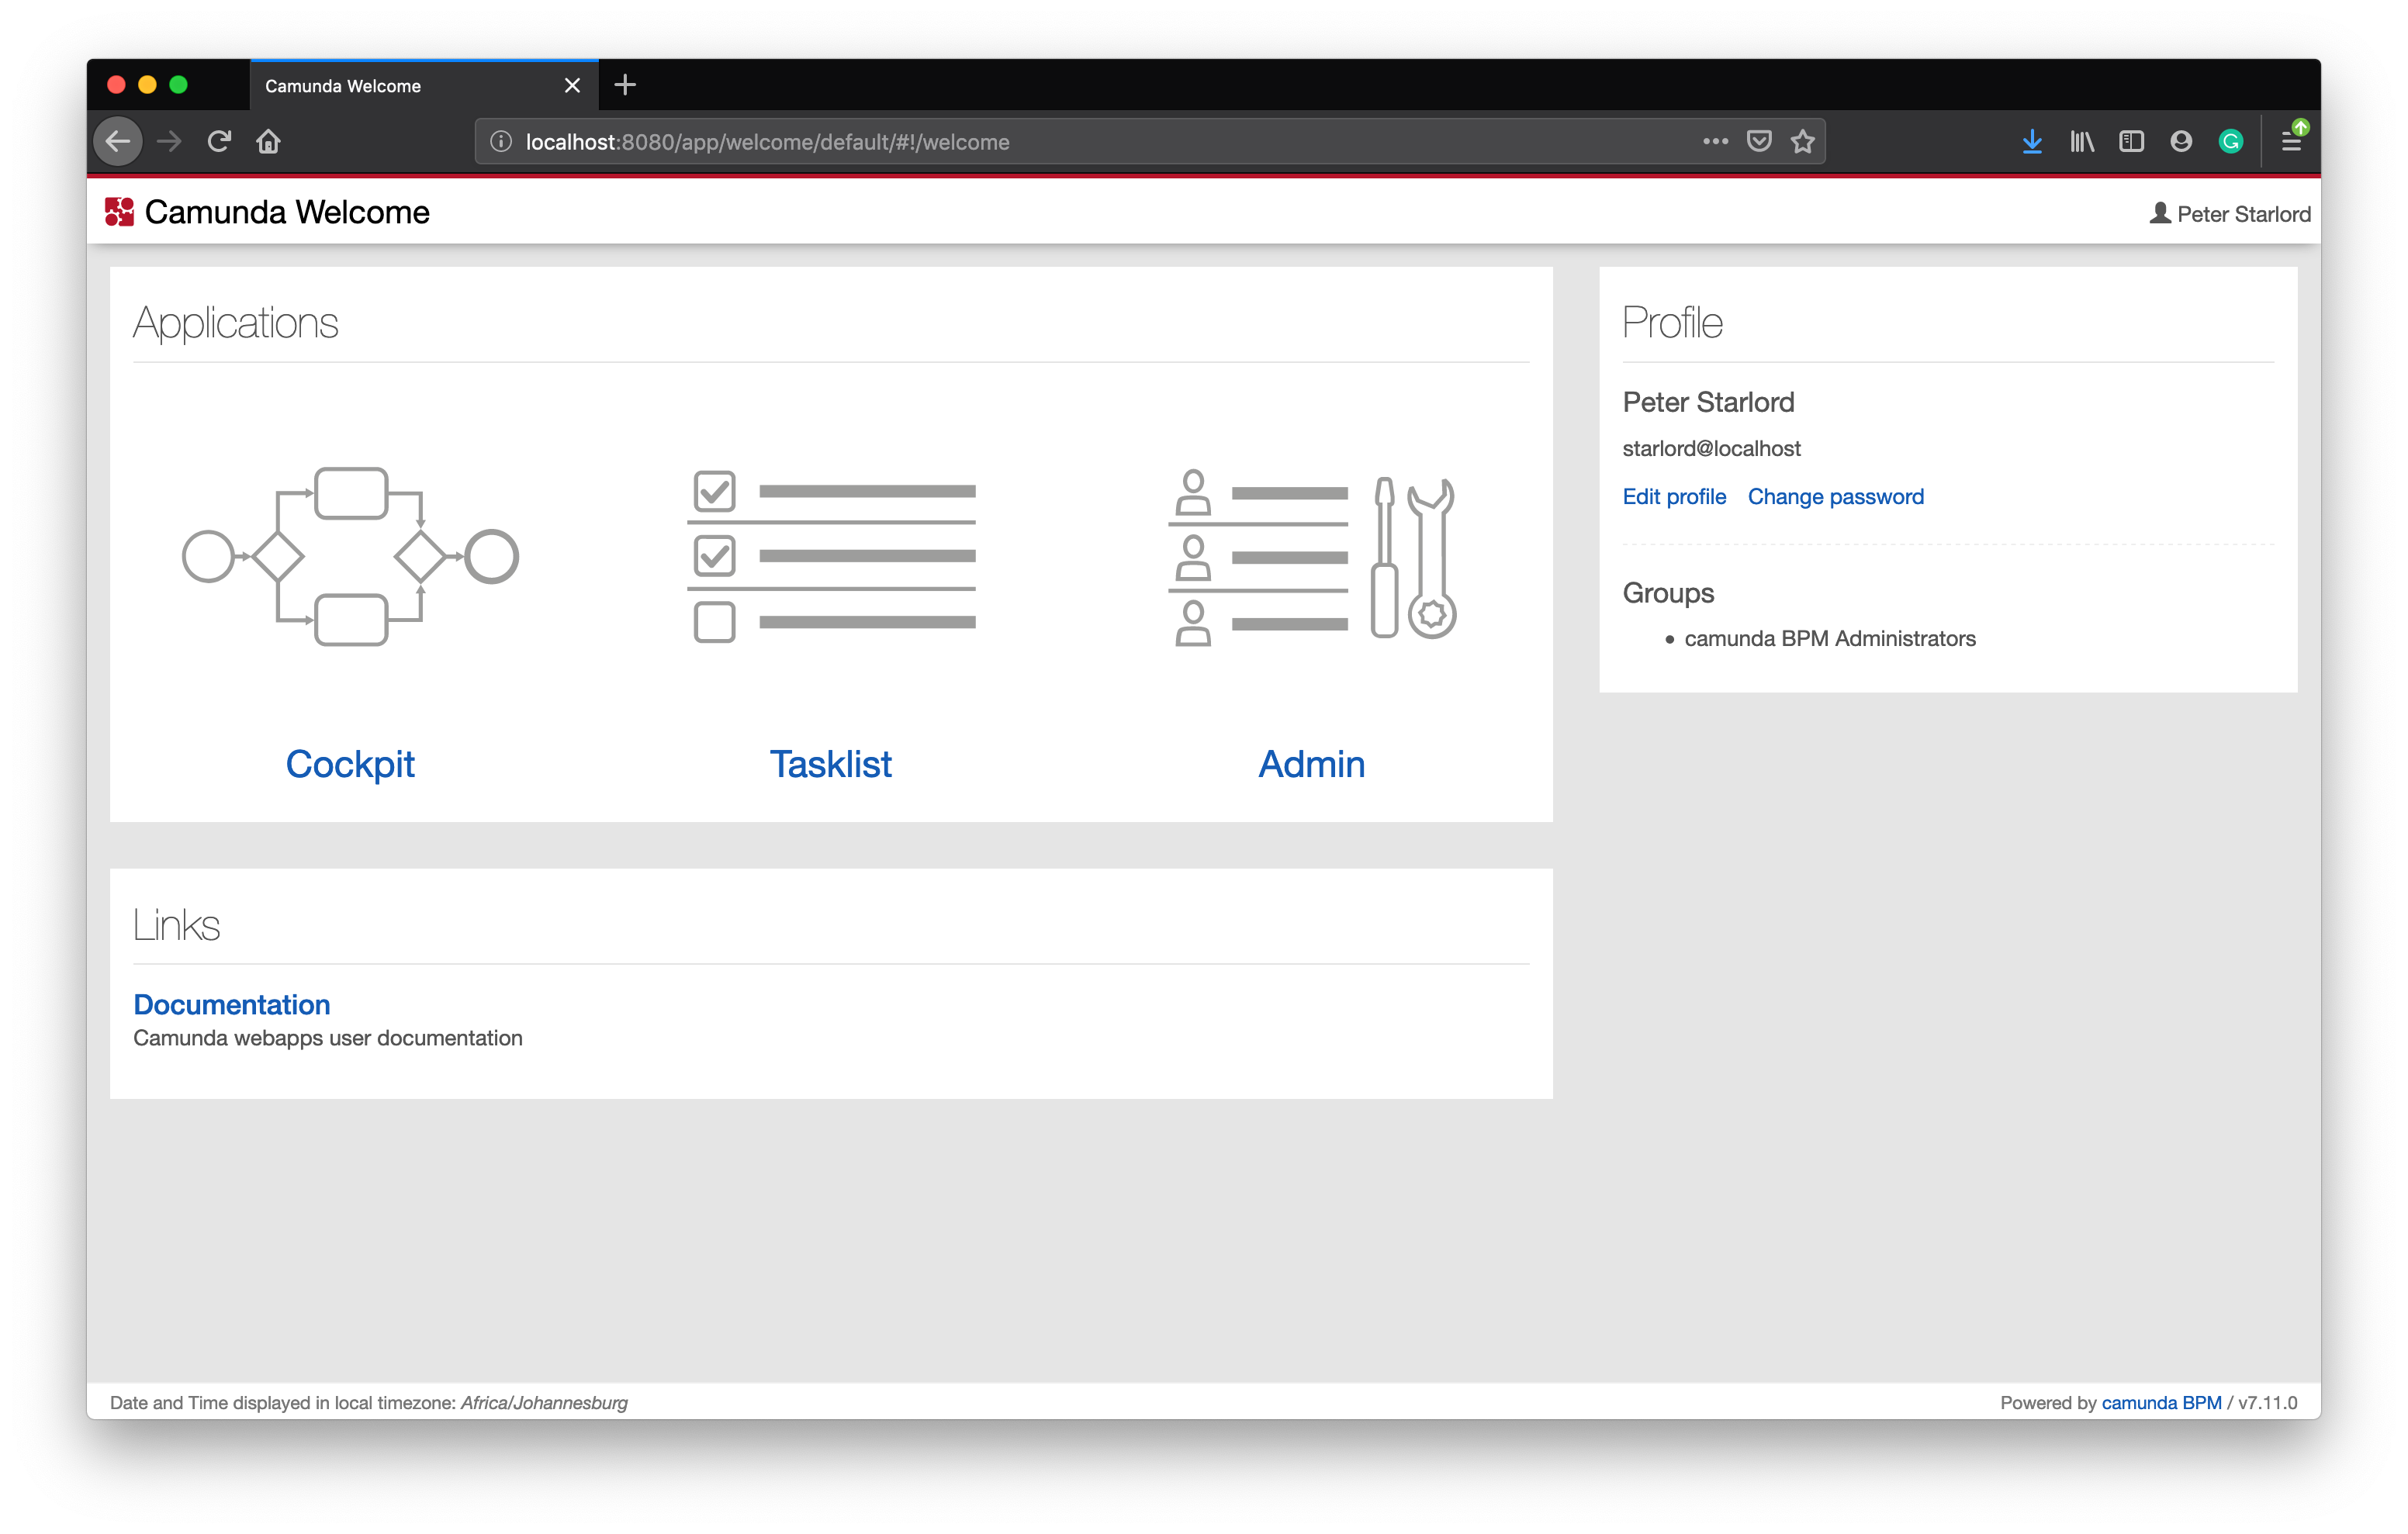 Camunda Welcome
localhost:8080/app/welcome/default/#!/welcome
Camunda Welcome
Peter Starlord
Applications
Cockpit
Tasklist
Admin
Links
Documentation
Camunda webapps user documentation
Profile
Peter Starlord
starlord@localhost
Edit profile Change password
Groups
• camunda BPM Administrators
Date and Time displayed in local timezone: Africa/Johannesburg
Powered by camunda BPM / v7.11.0